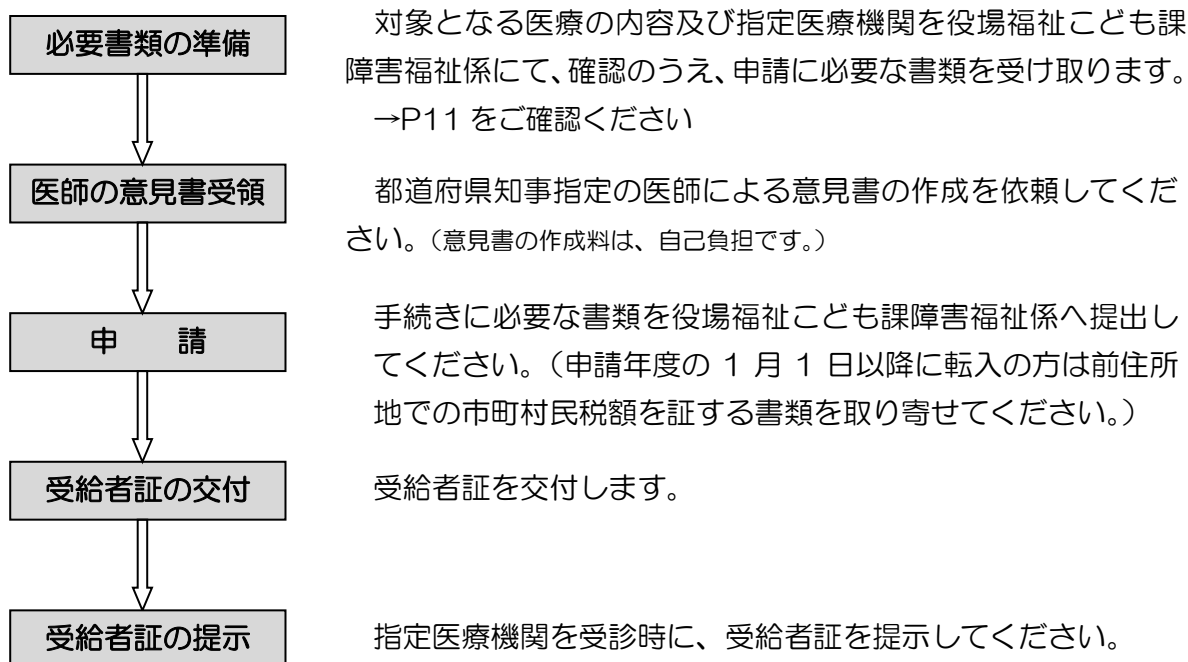 必要書類の準備
対象となる医療の内容及び指定医療機関を役場福祉こども課
障害福祉係にて、確認のうえ、申請に必要な書類を受け取ります。
→P11 をご確認ください
医師の意見書受領
都道府県知事指定の医師による意見書の作成を依頼してくだ
さい。（意見書の作成料は、自己負担です。）
申　請
手続きに必要な書類を役場福祉こども課障害福祉係へ提出し
てください。（申請年度の 1 月 1 日以降に転入の方は前住所
地での市町村民税額を証する書類を取り寄せてください。）
受給者証の交付
受給者証を交付します。
受給者証の提示
指定医療機関を受診時に、受給者証を提示してください。